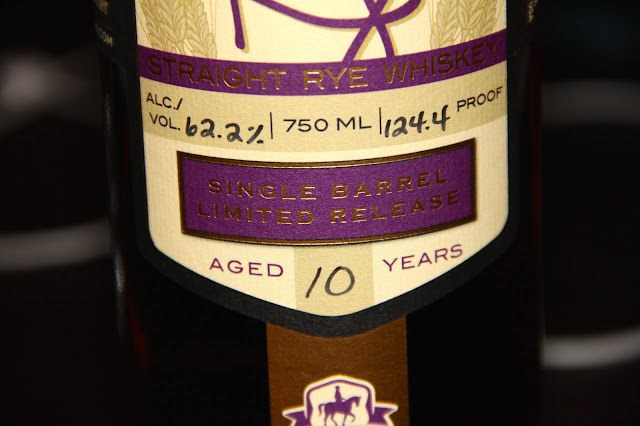 STRAIGHT RYE WHISKEY
ALC./
VOL. 62.2% | 750 ML | 124.4 PROOF
SINGLE BARREL
LIMITED RELEASE
AGED 10 YEARS